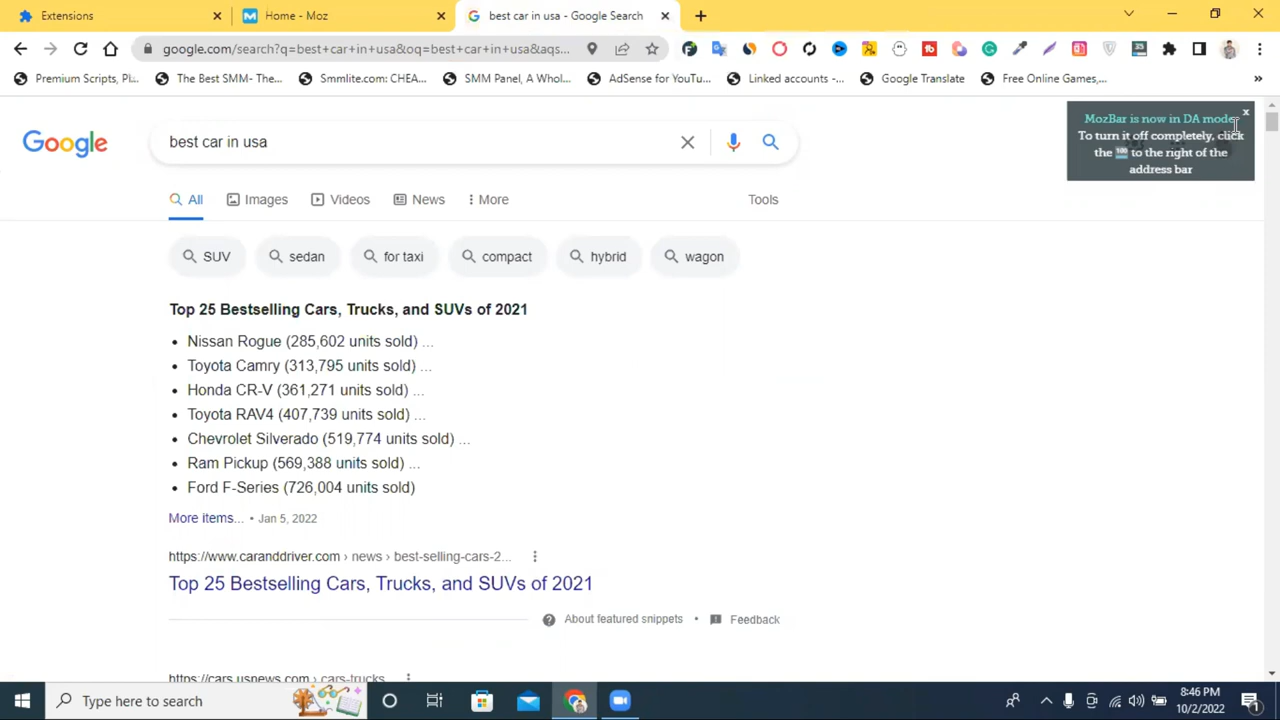 Extensions
Home - Moz
best car in usa - Google Search
google.com/search?q=best+car+in+usa&oq=best+car+in+usa&aqs...
35
Premium Scripts, Pl...
The Best SMM- The...
Smmlite.com: CHEA...
SMM Panel, A Whol...
AdSense for YouTu...
Linked accounts -...
Google Translate
Free Online Games,...
»
MozBar is now in DA mode.
To turn it off completely, click
the 100 to the right of the
address bar
x
Google
best car in usa
All
Images
Videos
News
More
Tools
SUV
sedan
for taxi
compact
hybrid
wagon
Top 25 Bestselling Cars, Trucks, and SUVs of 2021
• Nissan Rogue (285,602 units sold) ...
• Toyota Camry (313,795 units sold) ...
• Honda CR-V (361,271 units sold) ...
• Toyota RAV4 (407,739 units sold) ...
• Chevrolet Silverado (519,774 units sold) ...
• Ram Pickup (569,388 units sold) ...
• Ford F-Series (726,004 units sold)
More items... • Jan 5, 2022
https://www.caranddriver.com › news › best-selling-cars-2...
Top 25 Bestselling Cars, Trucks, and SUVs of 2021
About featured snippets • Feedback
https://cars.usnews.com › cars-trucks
Type here to search
8:46 PM
10/2/2022
1